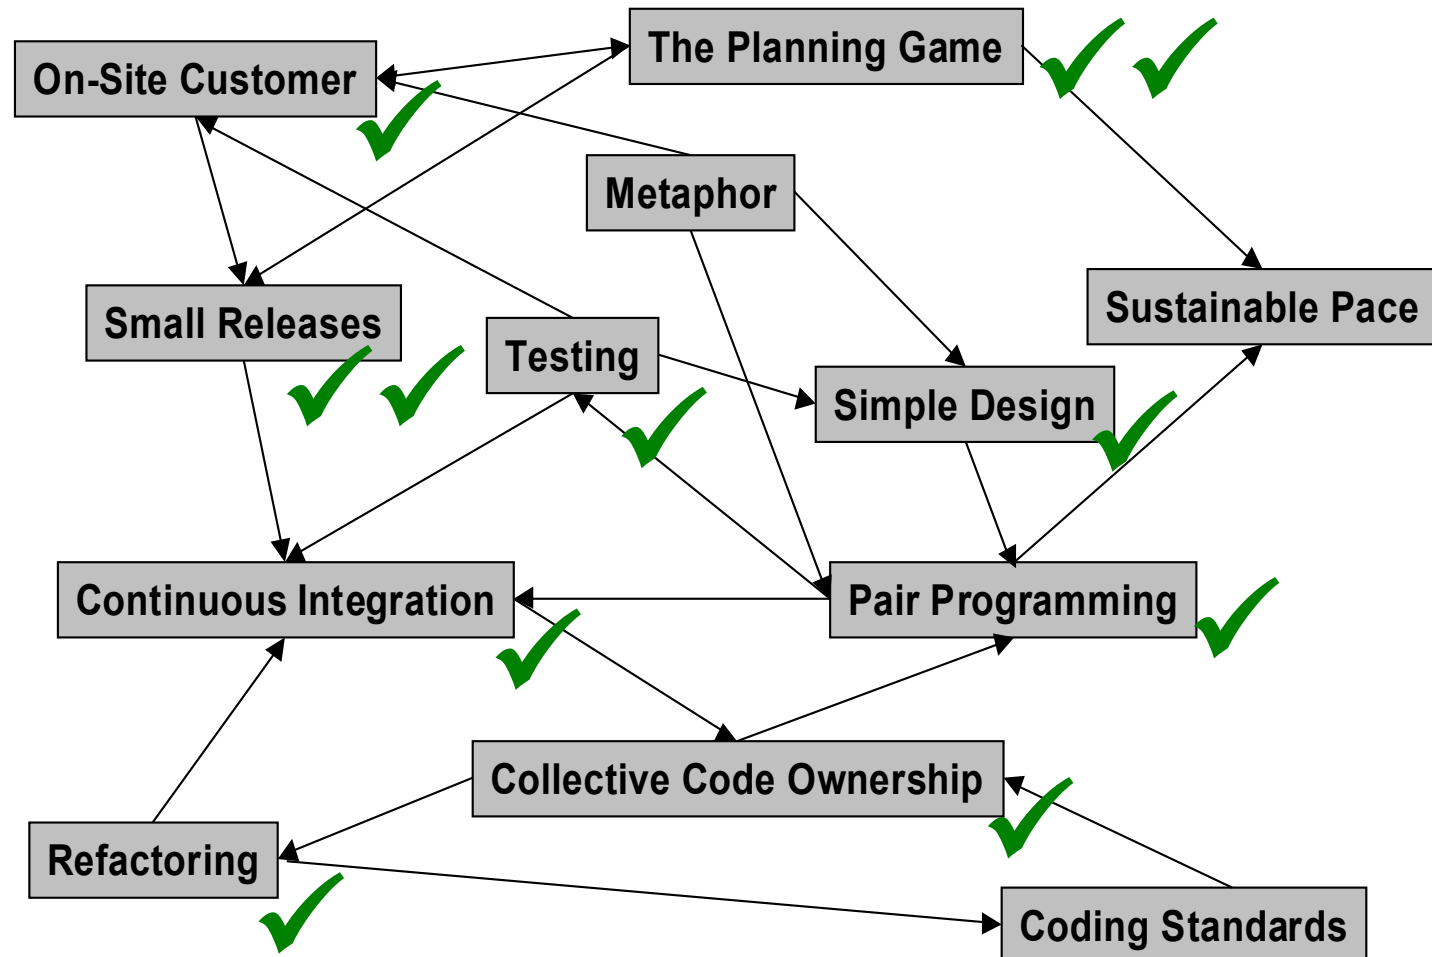 The Planning Game
On-Site Customer
Metaphor
Sustainable Pace
Small Releases
Testing
Simple Design
Continuous Integration
Pair Programming
Collective Code Ownership
Refactoring
Coding Standards